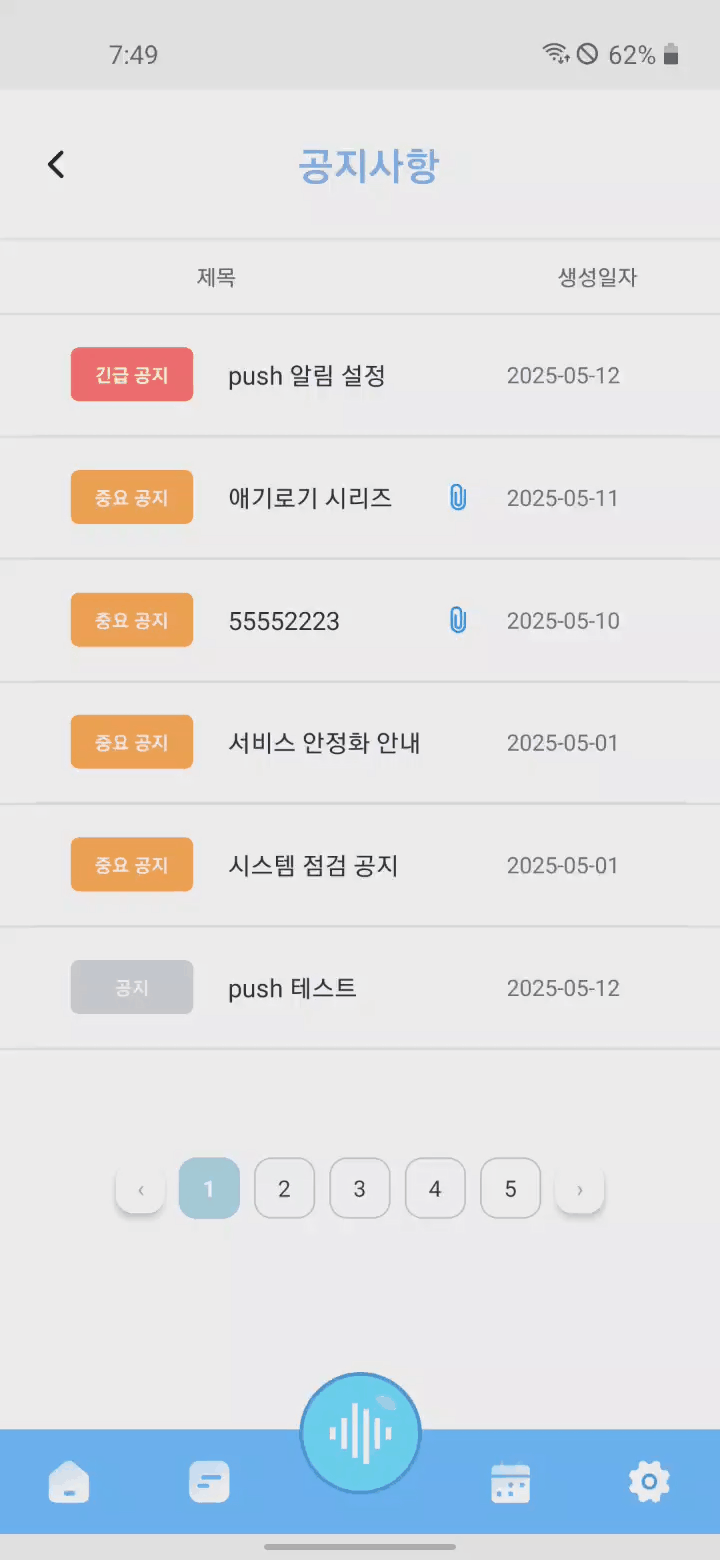 7:49 62%
공지사항
제목 생성일자
긴급 공지 push 알림 설정 2025-05-12
중요 공지 애기로기 시리즈 2025-05-11
중요 공지 55552223 2025-05-10
중요 공지 서비스 안정화 안내 2025-05-01
중요 공지 시스템 점검 공지 2025-05-01
공지 push 테스트 2025-05-12
‹ 1 2 3 4 5 ›